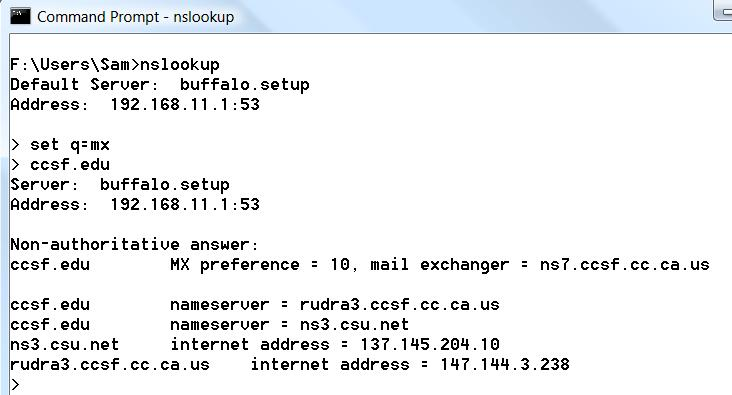 Command Prompt - nslookup
F:\Users\Sam>nslookup
Default Server:  buffalo.setup
Address:  192.168.11.1:53
> set q=mx
> ccsf.edu
Server:  buffalo.setup
Address:  192.168.11.1:53
Non-authoritative answer:
ccsf.edu        MX preference = 10, mail exchanger = ns7.ccsf.cc.ca.us
ccsf.edu        nameserver = rudra3.ccsf.cc.ca.us
ccsf.edu        nameserver = ns3.csu.net
ns3.csu.net     internet address = 137.145.204.10
rudra3.ccsf.cc.ca.us    internet address = 147.144.3.238
>